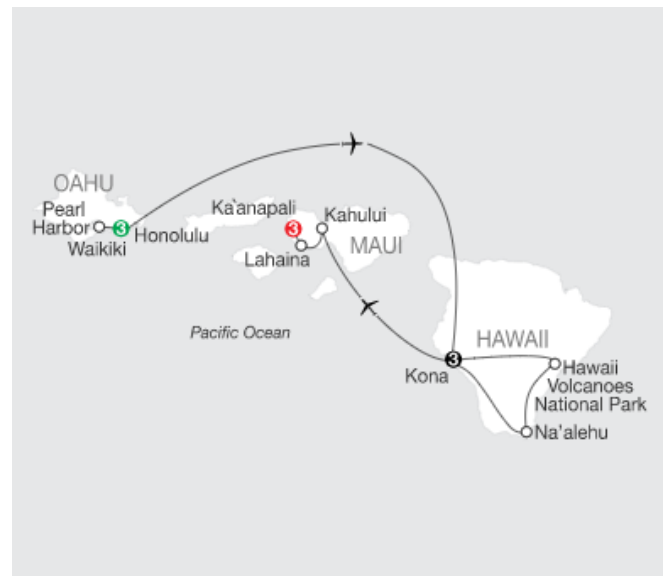 OAHU
Pearl
Harbor
3
Waikiki
Honolulu
Ka`anapali
3
Kahului
MAUI
Lahaina
Pacific Ocean
HAWAII
3
Kona
Hawaii
Volcanoes
National Park
Na'alehu